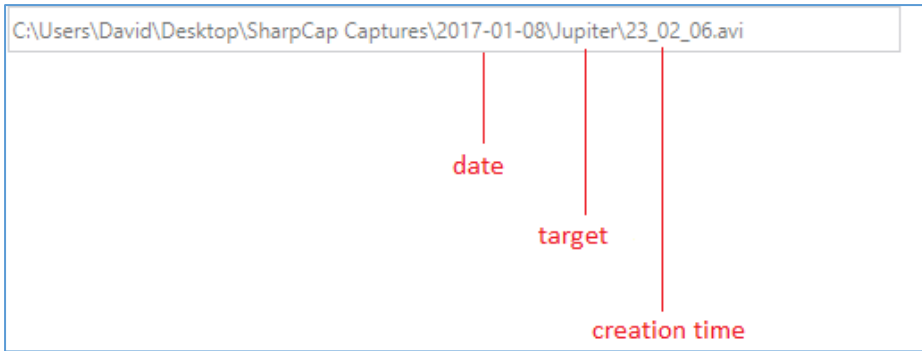 C:\Users\David\Desktop\SharpCap Captures\2017-01-08\Jupiter\23_02_06.avi
date
target
creation time